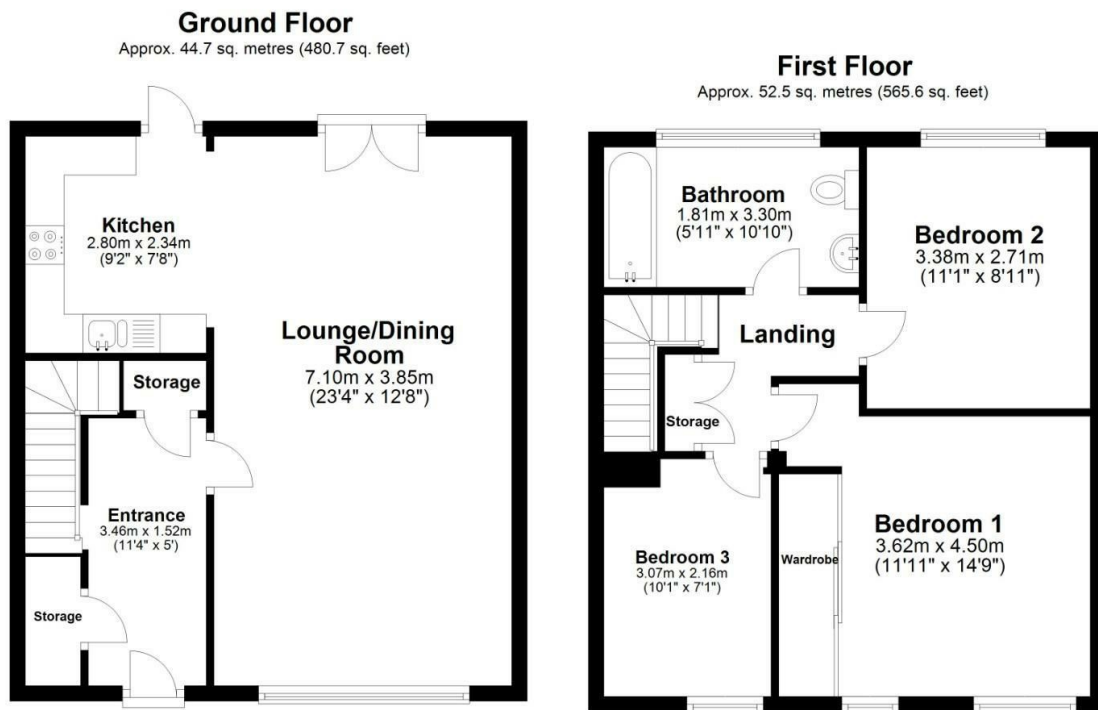 Ground Floor
Approx. 44.7 sq. metres (480.7 sq. feet)
Kitchen
2.80m x 2.34m
(9'2" x 7'8")
Lounge/Dining
Room
7.10m x 3.85m
(23'4" x 12'8")
Storage
Entrance
3.46m x 1.52m
(11'4" x 5')
Storage
First Floor
Approx. 52.5 sq. metres (565.6 sq. feet)
Bathroom
1.81m x 3.30m
(5'11" x 10'10")
Bedroom 2
3.38m x 2.71m
(11'1" x 8'11")
Landing
Storage
Bedroom 1
3.62m x 4.50m
(11'11" x 14'9")
Bedroom 3
3.07m x 2.16m
(10'1" x 7'1")
Wardrobe